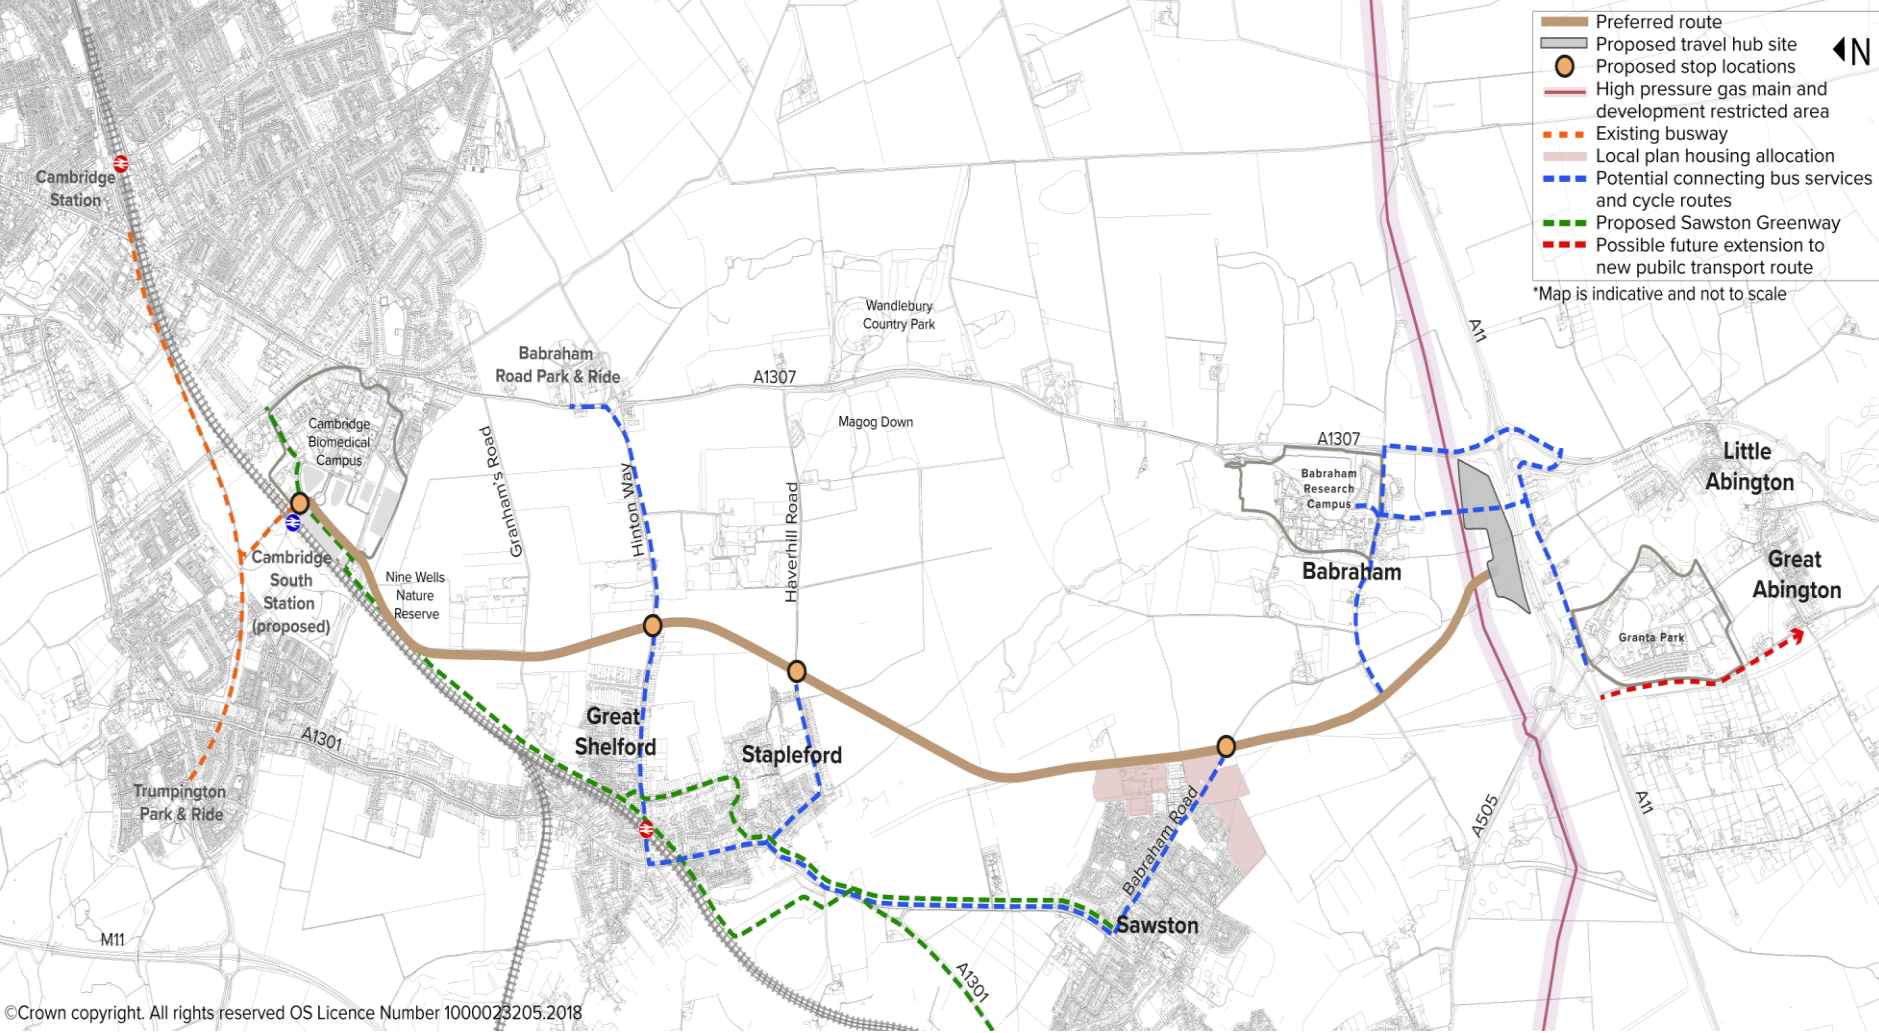 Preferred route
Proposed travel hub site
Proposed stop locations
High pressure gas main and
development restricted area
Existing busway
Local plan housing allocation
Potential connecting bus services
and cycle routes
Proposed Sawston Greenway
Possible future extension to
new public transport route
N
*Map is indicative and not to scale
Cambridge
Station
Wandlebury
Country Park
A11
Babraham
Road Park & Ride
A1307
Magog Down
Cambridge
Biomedical
Campus
Granham's Road
Hinton Way
Haverhill Road
A1307
Babraham
Research
Campus
Little
Abington
Cambridge
South
Station
(proposed)
Nine Wells
Nature
Reserve
Babraham
Great
Abington
Granta Park
A1301
Great
Shelford
Stapleford
Trumpington
Park & Ride
Babraham Road
A505
A11
Sawston
M11
A1301
©Crown copyright. All rights reserved OS Licence Number 1000023205.2018